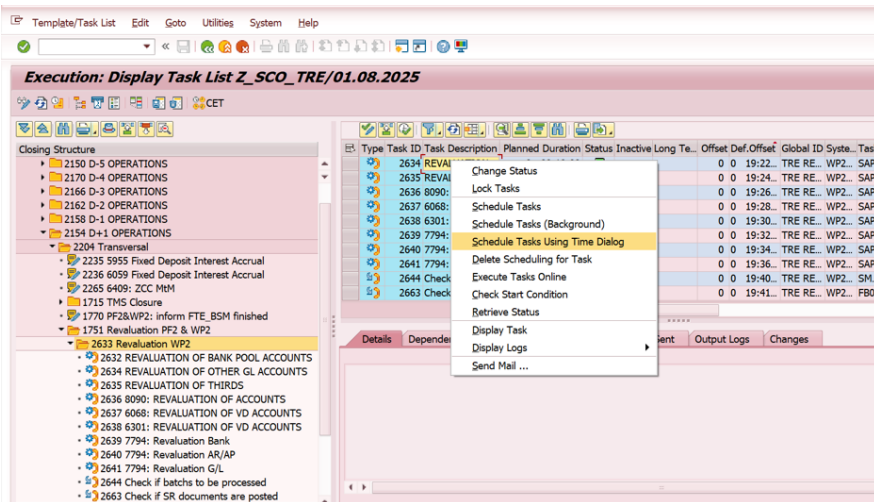 Template/Task List Edit Goto Utilities System Help
Execution: Display Task List Z_SCO_TRE/01.08.2025
CET
Closing Structure
2150 D-5 OPERATIONS
2170 D-4 OPERATIONS
2166 D-3 OPERATIONS
2162 D-2 OPERATIONS
2158 D-1 OPERATIONS
2154 D+1 OPERATIONS
2204 Transversal
2235 5955 Fixed Deposit Interest Accrual
2236 6059 Fixed Deposit Interest Accrual
2265 6409: ZCC MtM
1715 TMS Closure
1770 PF2&WP2: inform FTE_BSM finished
1751 Revaluation PF2 & WP2
2633 Revaluation WP2
2632 REVALUATION OF BANK POOL ACCOUNTS
2634 REVALUATION OF OTHER GL ACCOUNTS
2635 REVALUATION OF THIRDS
2636 8090: REVALUATION OF ACCOUNTS
2637 6068: REVALUATION OF VD ACCOUNTS
2638 6301: REVALUATION OF VD ACCOUNTS
2639 7794: Revaluation Bank
2640 7794: Revaluation AR/AP
2641 7794: Revaluation G/L
2644 Check if batchs to be processed
2663 Check if SR documents are posted
Type Task ID Task Description Planned Duration Status Inactive Long Te... Offset Def.Offset Global ID Syste... Tas
2634 0 0 19:22... TRE RE... WP2... SAP
2635 REVAL 0 0 19:24... TRE RE... WP2... SAP
2636 8090: 0 0 19:26... TRE RE... WP2... SAP
2637 6068: 0 0 19:28... TRE RE... WP2... SAP
2638 6301: 0 0 19:30... TRE RE... WP2... SAP
2639 7794: 0 0 19:32... TRE RE... WP2... SAP
2640 7794: 0 0 19:34... TRE RE... WP2... SAP
2641 7794: 0 0 19:36... TRE RE... WP2... SAP
2644 Check 0 0 19:40... TRE RE... WP2... SM.
2663 Check 0 0 19:41... TRE RE... WP2... FB0
Change Status
Lock Tasks
Schedule Tasks
Schedule Tasks (Background)
Schedule Tasks Using Time Dialog
Delete Scheduling for Task
Execute Tasks Online
Check Start Condition
Retrieve Status
Display Task
Display Logs
Send Mail ...
Details Depender ent Output Logs Changes